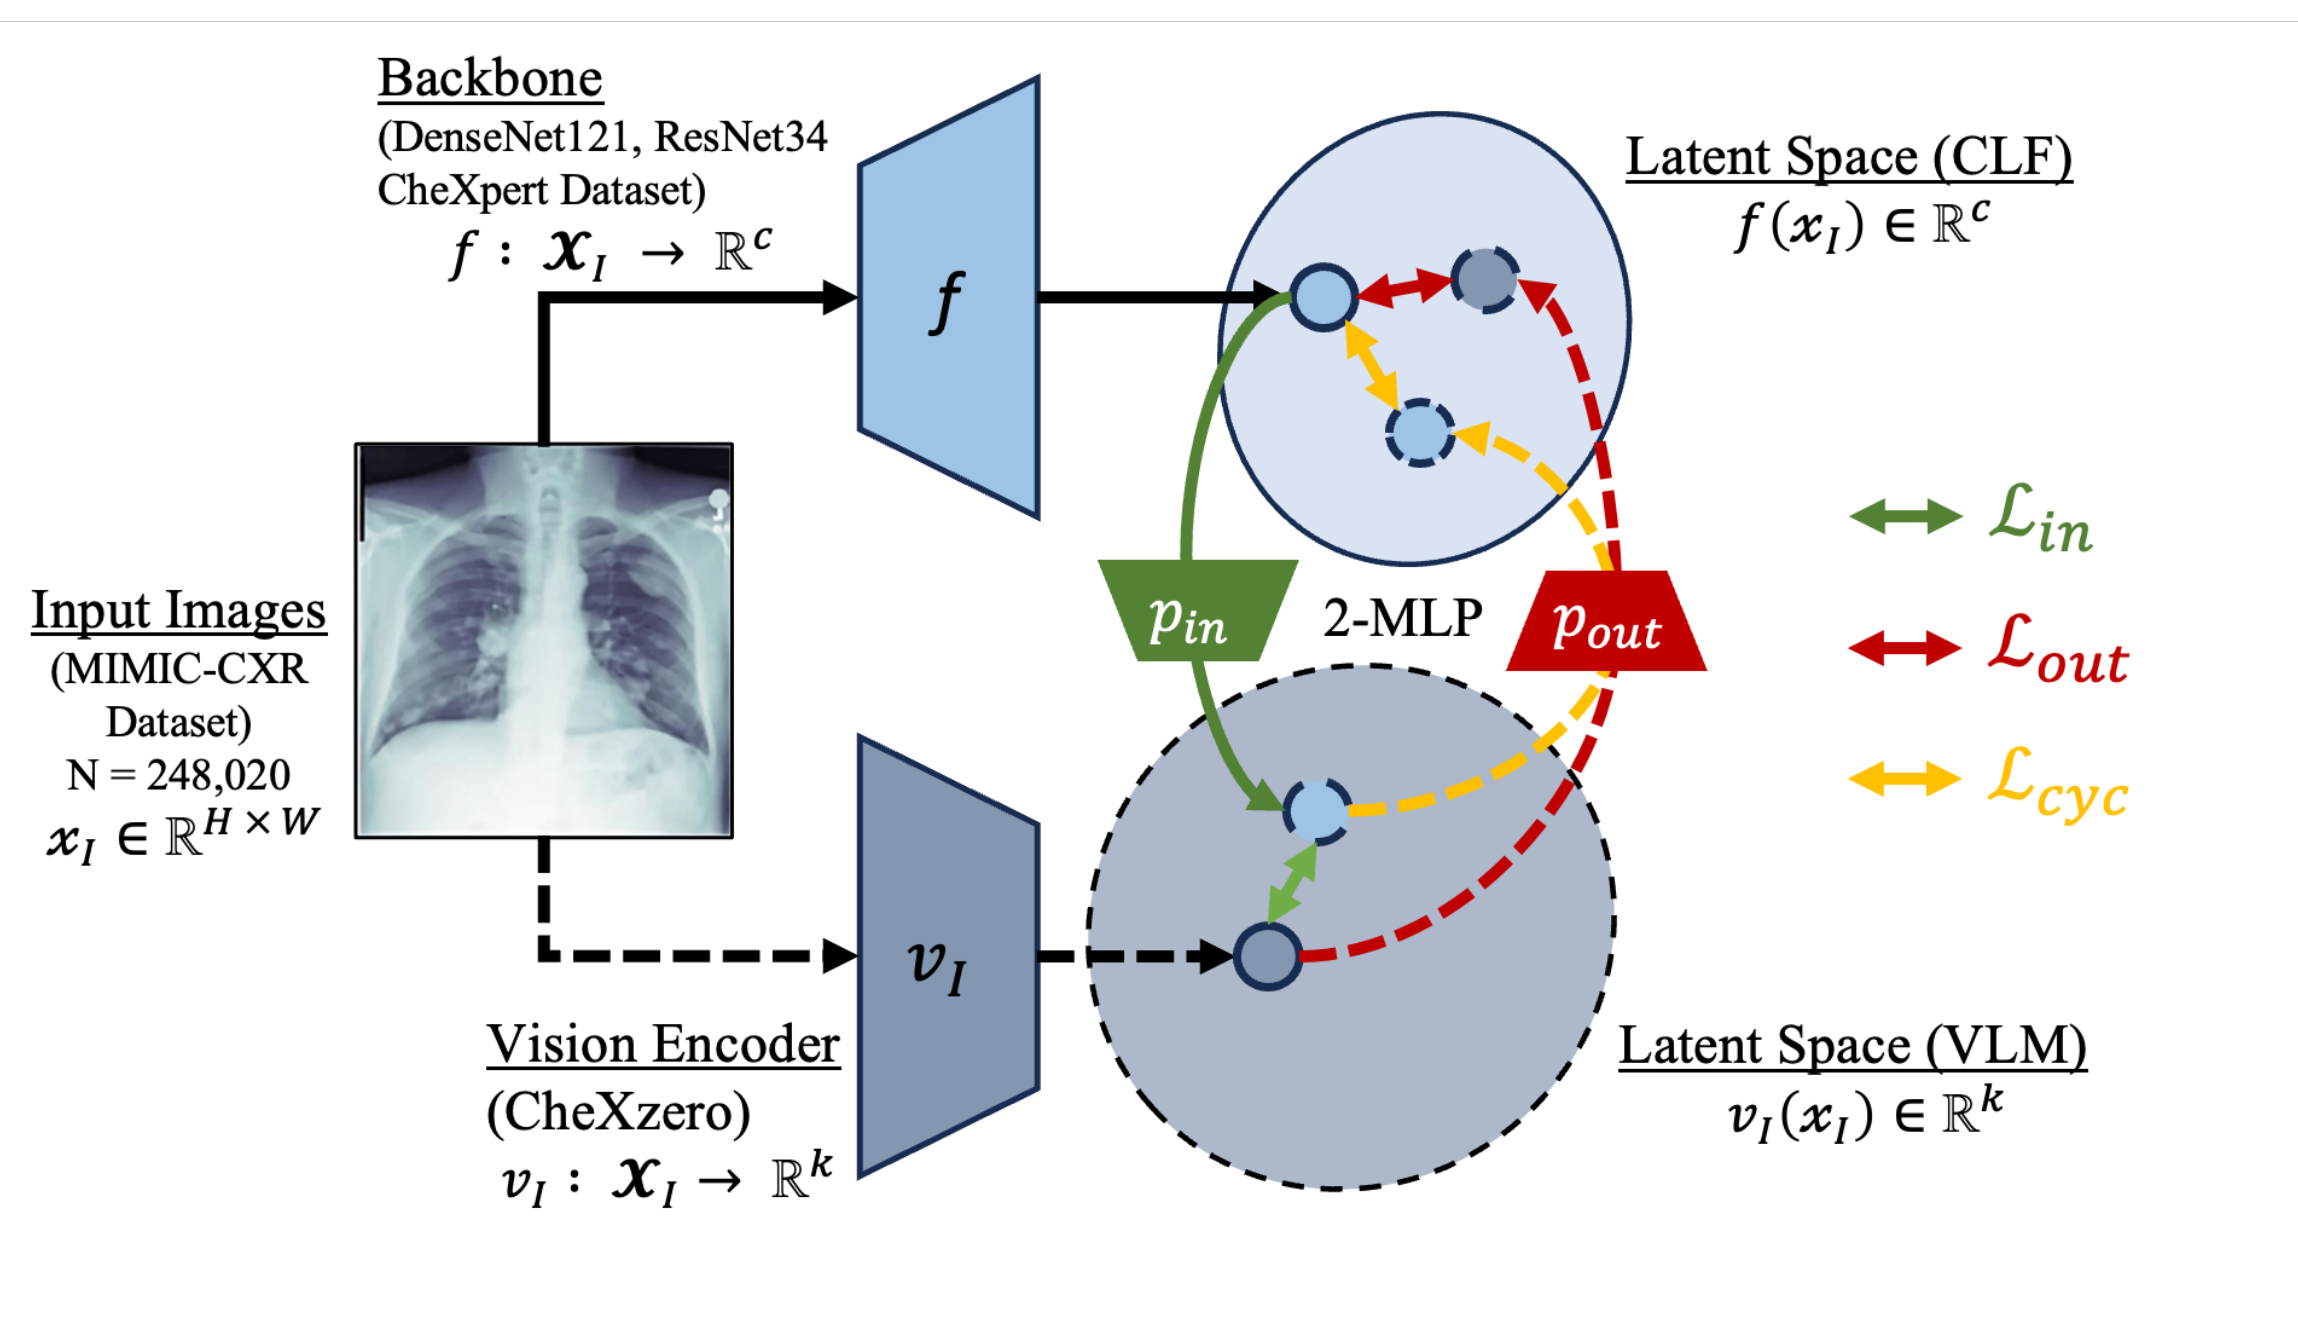 Backbone
(DenseNet121, ResNet34
CheXpert Dataset)
f : 𝓧_I → ℝ^c
f
Latent Space (CLF)
f(x_I) ∈ ℝ^c
Input Images
(MIMIC-CXR
Dataset)
N = 248,020
x_I ∈ ℝ^{H × W}
p_in
2-MLP
p_out
ℒ_in
ℒ_out
ℒ_cyc
v_I
Vision Encoder
(CheXzero)
v_I : 𝓧_I → ℝ^k
Latent Space (VLM)
v_I(x_I) ∈ ℝ^k